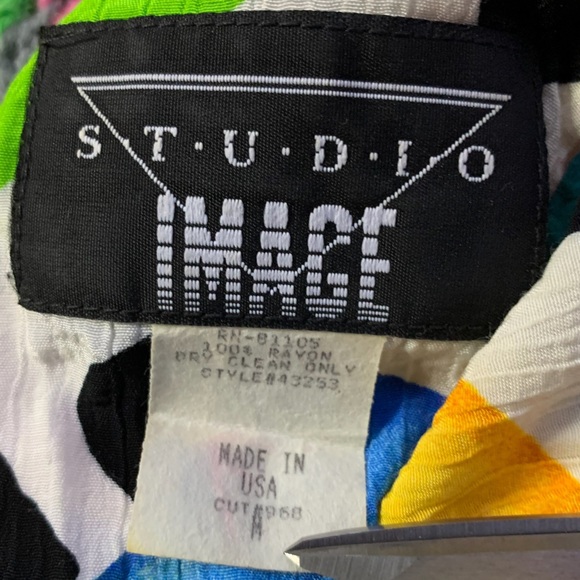 S·T·U·D·I·O
IMAGE
RN-81105
100% RAYON
DRY CLEAN ONLY
STYLE#43253
MADE IN
USA
CUT#968
M